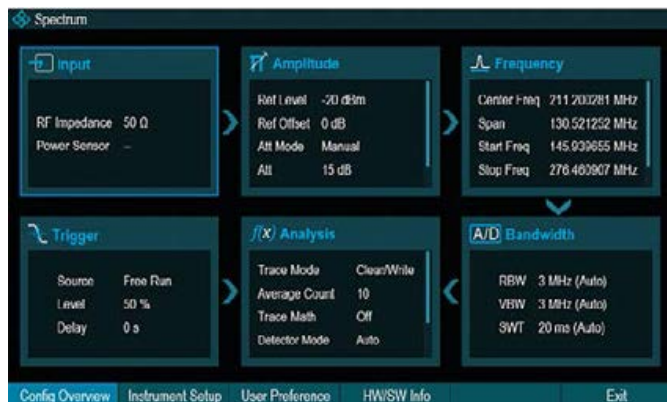 Spectrum
Input
RF Impedance 50 Ω
Power Sensor –
Amplitude
Ref Level -20 dBm
Ref Offset 0 dB
Att Mode Manual
Att 15 dB
Frequency
Center Freq 211.200281 MHz
Span 130.521252 MHz
Start Freq 145.939655 MHz
Stop Freq 276.460907 MHz
Trigger
Source Free Run
Level 50 %
Delay 0 s
f(x) Analysis
Trace Mode Clear/Write
Average Count 10
Trace Math Off
Detector Mode Auto
A/D Bandwidth
RBW 3 MHz (Auto)
VBW 3 MHz (Auto)
SWT 20 ms (Auto)
Config Overview Instrument Setup User Preference HW/SW Info Exit